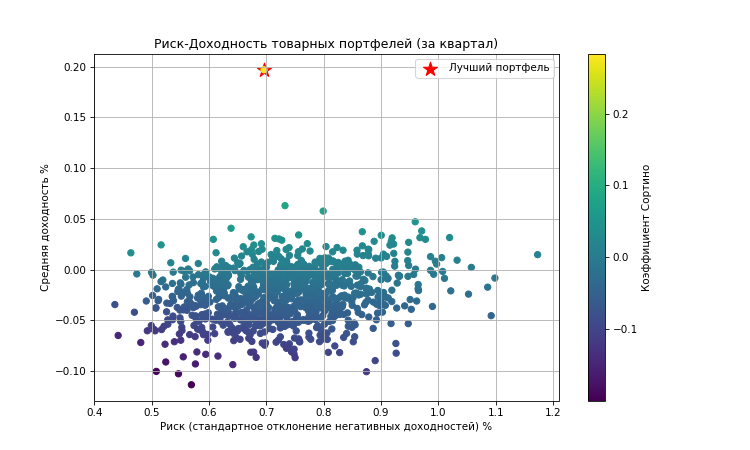 Риск-Доходность товарных портфелей (за квартал)
Лучший портфель
Средняя доходность %
0.20
0.15
0.10
0.05
0.00
−0.05
−0.10
0.4 0.5 0.6 0.7 0.8 0.9 1.0 1.1 1.2
Риск (стандартное отклонение негативных доходностей) %
0.2
0.1
0.0
−0.1
Коэффициент Сортино